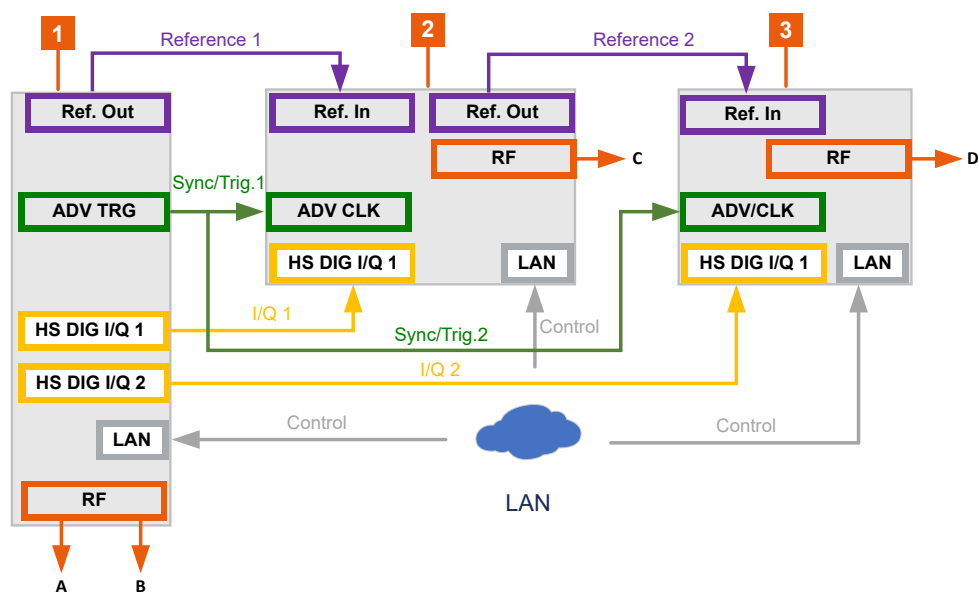 1
2
3
Reference 1
Reference 2
Ref. Out
Ref. In
Ref. Out
Ref. In
RF
C
RF
D
Sync/Trig.1
ADV TRG
ADV CLK
ADV/CLK
HS DIG I/Q 1
LAN
HS DIG I/Q 1
LAN
I/Q 1
HS DIG I/Q 1
Sync/Trig.2
Control
I/Q 2
HS DIG I/Q 2
Control
Control
LAN
LAN
RF
A
B